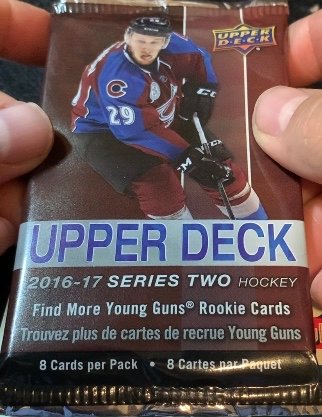 UPPER
DECK
29
CCM
UPPER DECK
2016-17 SERIES TWO HOCKEY
Find More Young Guns® Rookie Cards
Trouvez plus de cartes de recrue Young Guns
8 Cards per Pack • 8 Cartes par Paquet